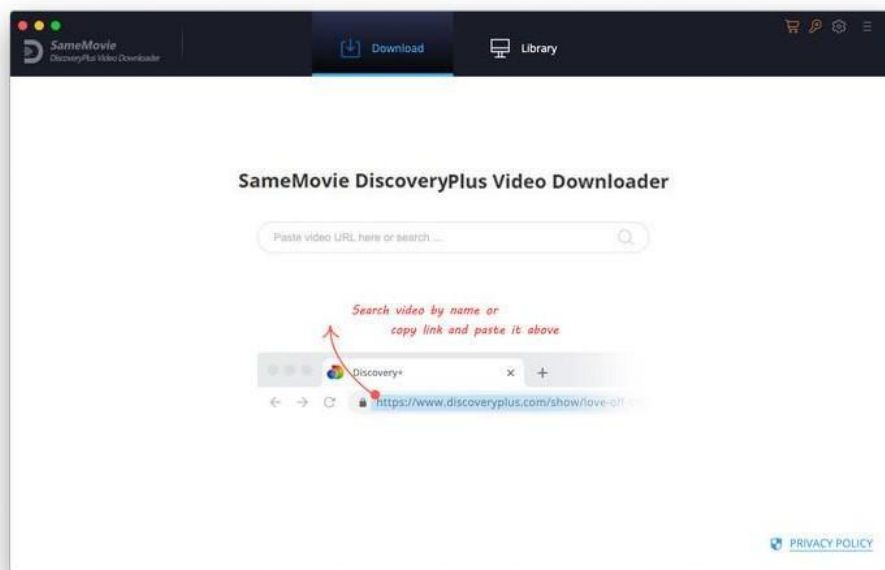 SameMovie
DiscoveryPlus Video Downloader
Download
Library
SameMovie DiscoveryPlus Video Downloader
Paste video URL here or search ...
Search video by name or
copy link and paste it above
Discovery+
https://www.discoveryplus.com/show/love-off
PRIVACY POLICY